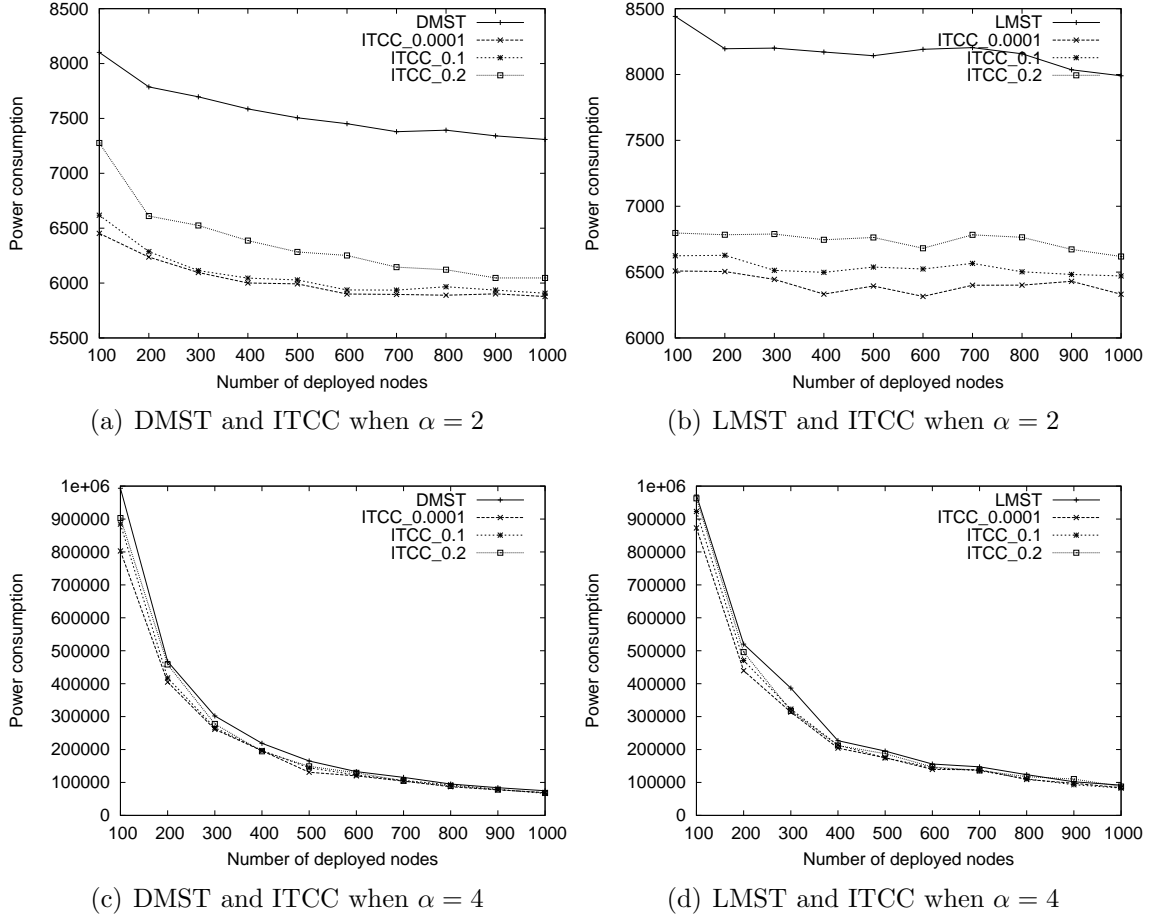 8500
8000
7500
7000
6500
6000
5500
Power consumption
100 200 300 400 500 600 700 800 900 1000
Number of deployed nodes
DMST
ITCC_0.0001
ITCC_0.1
ITCC_0.2
(a) DMST and ITCC when α = 2
8500
8000
7500
7000
6500
6000
Power consumption
100 200 300 400 500 600 700 800 900 1000
Number of deployed nodes
LMST
ITCC_0.0001
ITCC_0.1
ITCC_0.2
(b) LMST and ITCC when α = 2
1e+06
900000
800000
700000
600000
500000
400000
300000
200000
100000
0
Power consumption
100 200 300 400 500 600 700 800 900 1000
Number of deployed nodes
DMST
ITCC_0.0001
ITCC_0.1
ITCC_0.2
(c) DMST and ITCC when α = 4
1e+06
900000
800000
700000
600000
500000
400000
300000
200000
100000
0
Power consumption
100 200 300 400 500 600 700 800 900 1000
Number of deployed nodes
LMST
ITCC_0.0001
ITCC_0.1
ITCC_0.2
(d) LMST and ITCC when α = 4